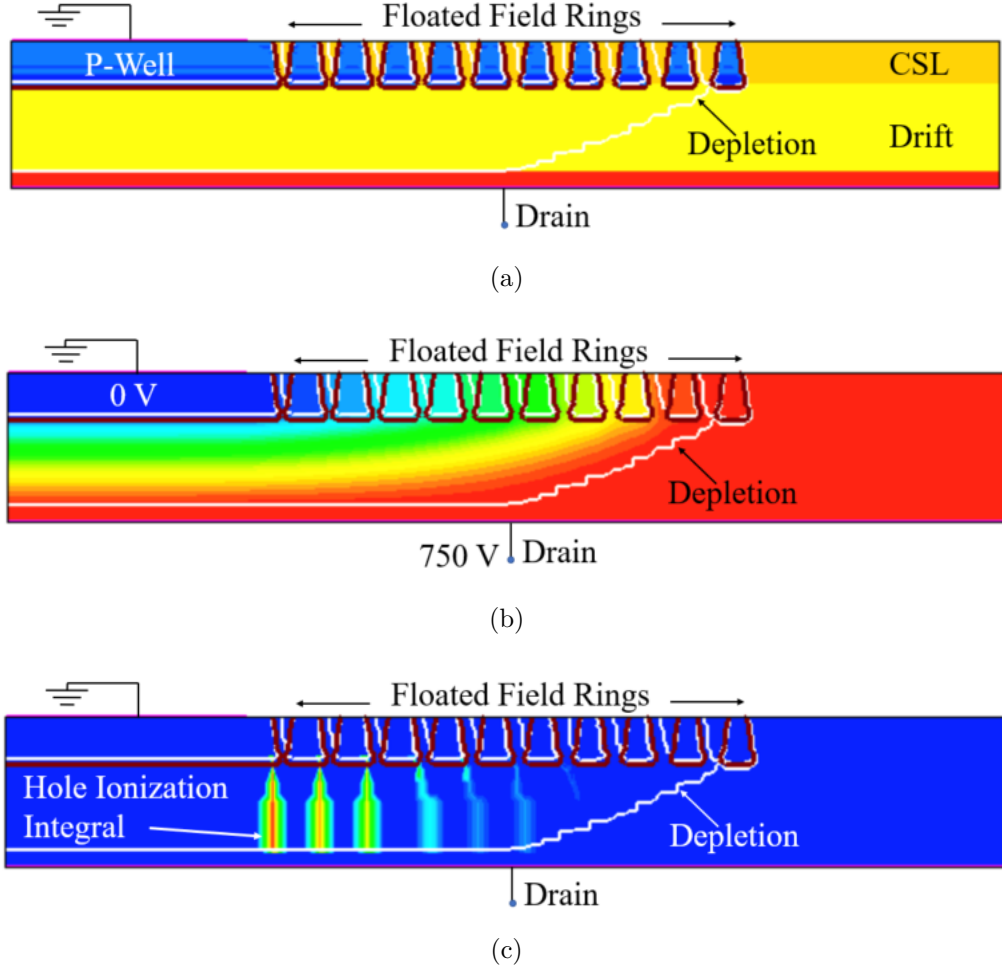 Floated Field Rings
P-Well
CSL
Depletion
Drift
Drain
(a)
Floated Field Rings
0 V
Depletion
750 V
Drain
(b)
Floated Field Rings
Hole Ionization
Integral
Depletion
Drain
(c)